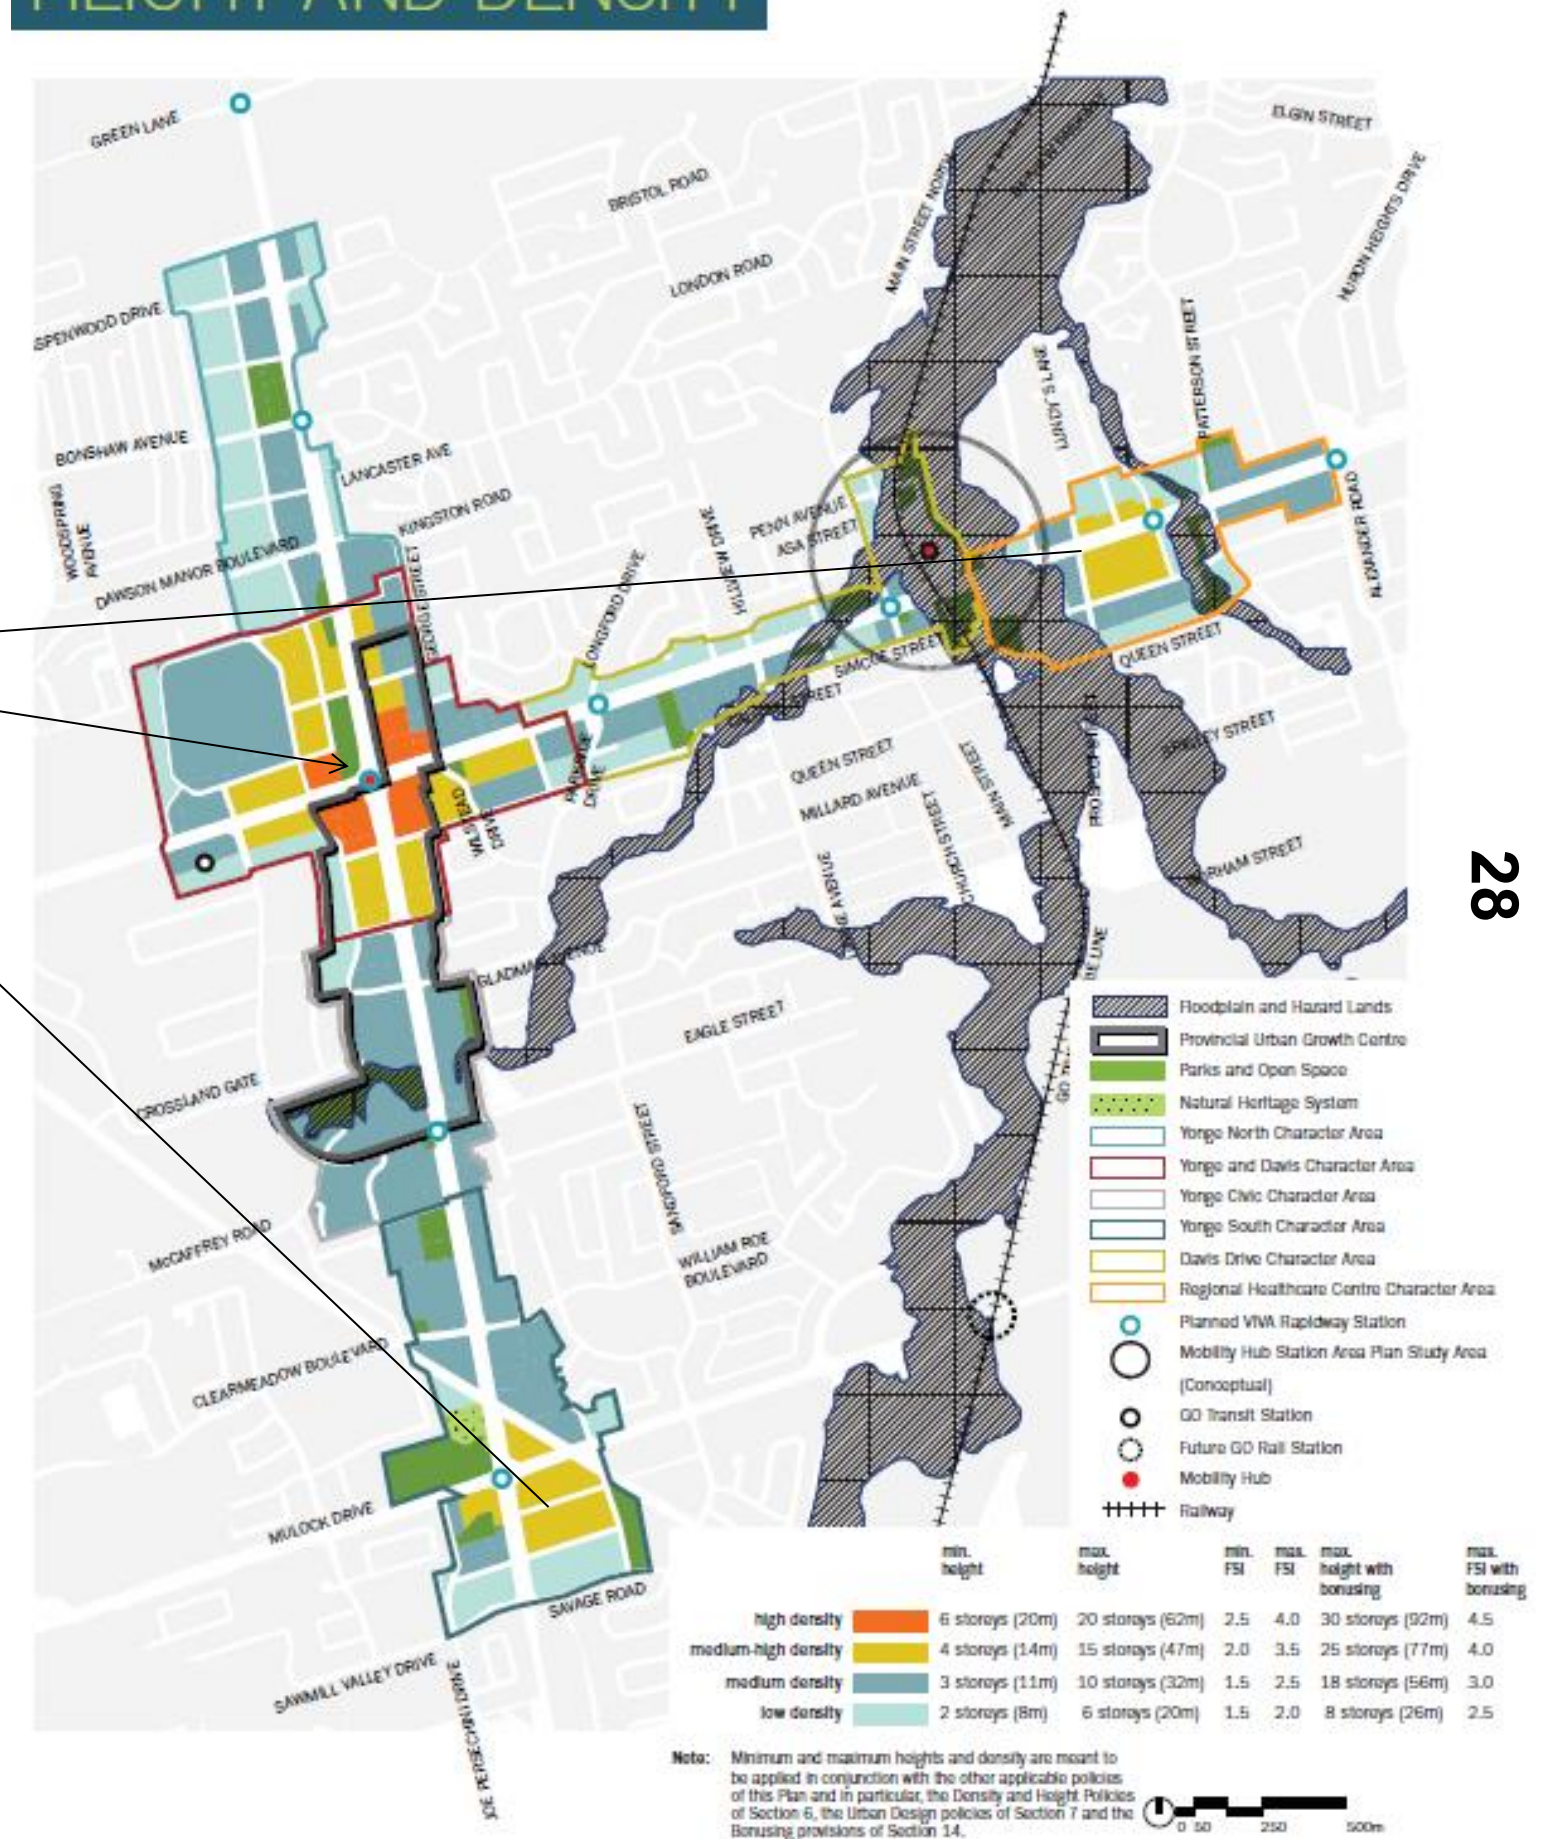 HEIGHT AND DENSITY
GREEN LANE
ELGIN STREET
BRISTOL ROAD
MAIN STREET NORTH
HURON HEIGHTS DRIVE
LONDON ROAD
PATTERSON STREET
LUNDY'S LANE
BONSHAW AVENUE
LANCASTER AVE
KINGSTON ROAD
WOODSPRING
AVENUE
PENN AVENUE
ASA STREET
HILLVIEW DRIVE
ALEXANDER ROAD
DAWSON MANOR BOULEVARD
GEORGE STREET
LONGFORD DRIVE
SIMCOE STREET
QUEEN STREET
PARKSIDE
DRIVE
QUEEN STREET
MILLARD AVENUE
MAIN STREET
CHURCH STREET
DRIVE
28
EAGLE STREET
CROSSLAND GATE
SANDFORD STREET
McCAFFREY ROAD
WILLIAM ROE
BOULEVARD
CLEARMEADOW BOULEVARD
MULOCK DRIVE
SAVAGE ROAD
SAWMILL VALLEY DRIVE
JOE PERSECHINI DRIVE
Floodplain and Hazard Lands
Provincial Urban Growth Centre
Parks and Open Space
Natural Heritage System
Yonge North Character Area
Yonge and Davis Character Area
Yonge Civic Character Area
Yonge South Character Area
Davis Drive Character Area
Regional Healthcare Centre Character Area
Planned VIVA Rapidway Station
Mobility Hub Station Area Plan Study Area
(Conceptual)
GO Transit Station
Future GO Rail Station
Mobility Hub
Railway
min. height max. height min. FSI max. FSI max. height with bonusing max. FSI with bonusing
high density 6 storeys (20m) 20 storeys (62m) 2.5 4.0 30 storeys (92m) 4.5
medium-high density 4 storeys (14m) 15 storeys (47m) 2.0 3.5 25 storeys (77m) 4.0
medium density 3 storeys (11m) 10 storeys (32m) 1.5 2.5 18 storeys (56m) 3.0
low density 2 storeys (8m) 6 storeys (20m) 1.5 2.0 8 storeys (26m) 2.5
Note: Minimum and maximum heights and density are meant to
be applied in conjunction with the other applicable policies
of this Plan and in particular, the Density and Height Policies
of Section 6, the Urban Design policies of Section 7 and the
Bonusing provisions of Section 14.
0 50 250 500m